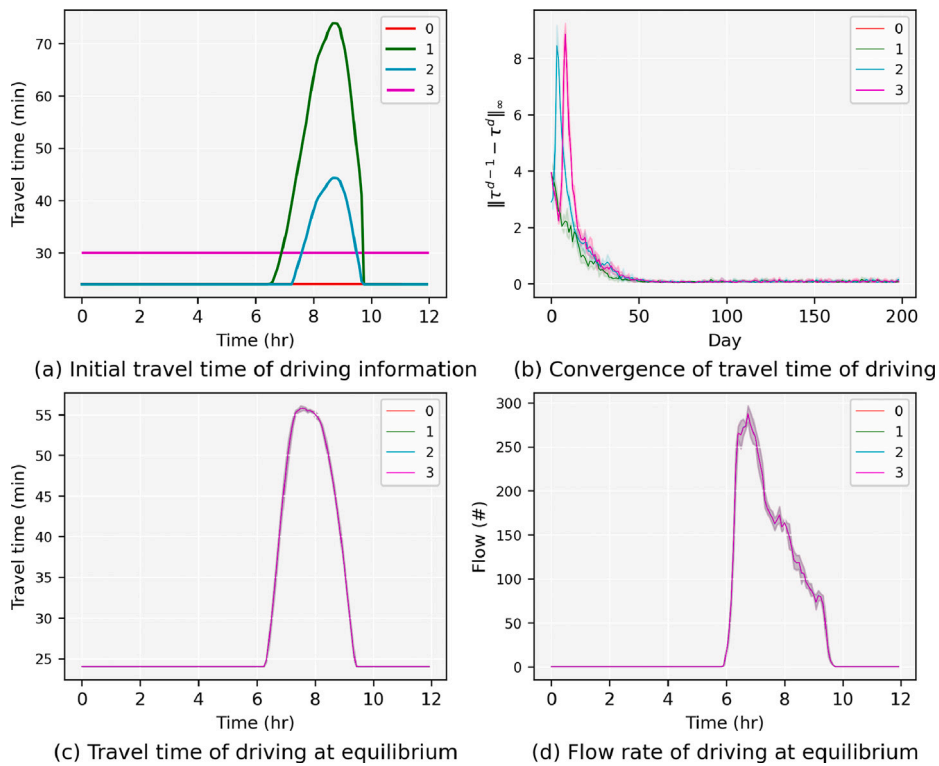 70
60
50
40
30
Travel time (min)
0
1
2
3
0 2 4 6 8 10 12
Time (hr)
(a) Initial travel time of driving information
8
6
4
2
0
‖τ^{d−1} − τ^d‖_∞
0
1
2
3
0 50 100 150 200
Day
(b) Convergence of travel time of driving
55
50
45
40
35
30
25
Travel time (min)
0
1
2
3
0 2 4 6 8 10 12
Time (hr)
(c) Travel time of driving at equilibrium
300
250
200
150
100
50
0
Flow (#)
0
1
2
3
0 2 4 6 8 10 12
Time (hr)
(d) Flow rate of driving at equilibrium